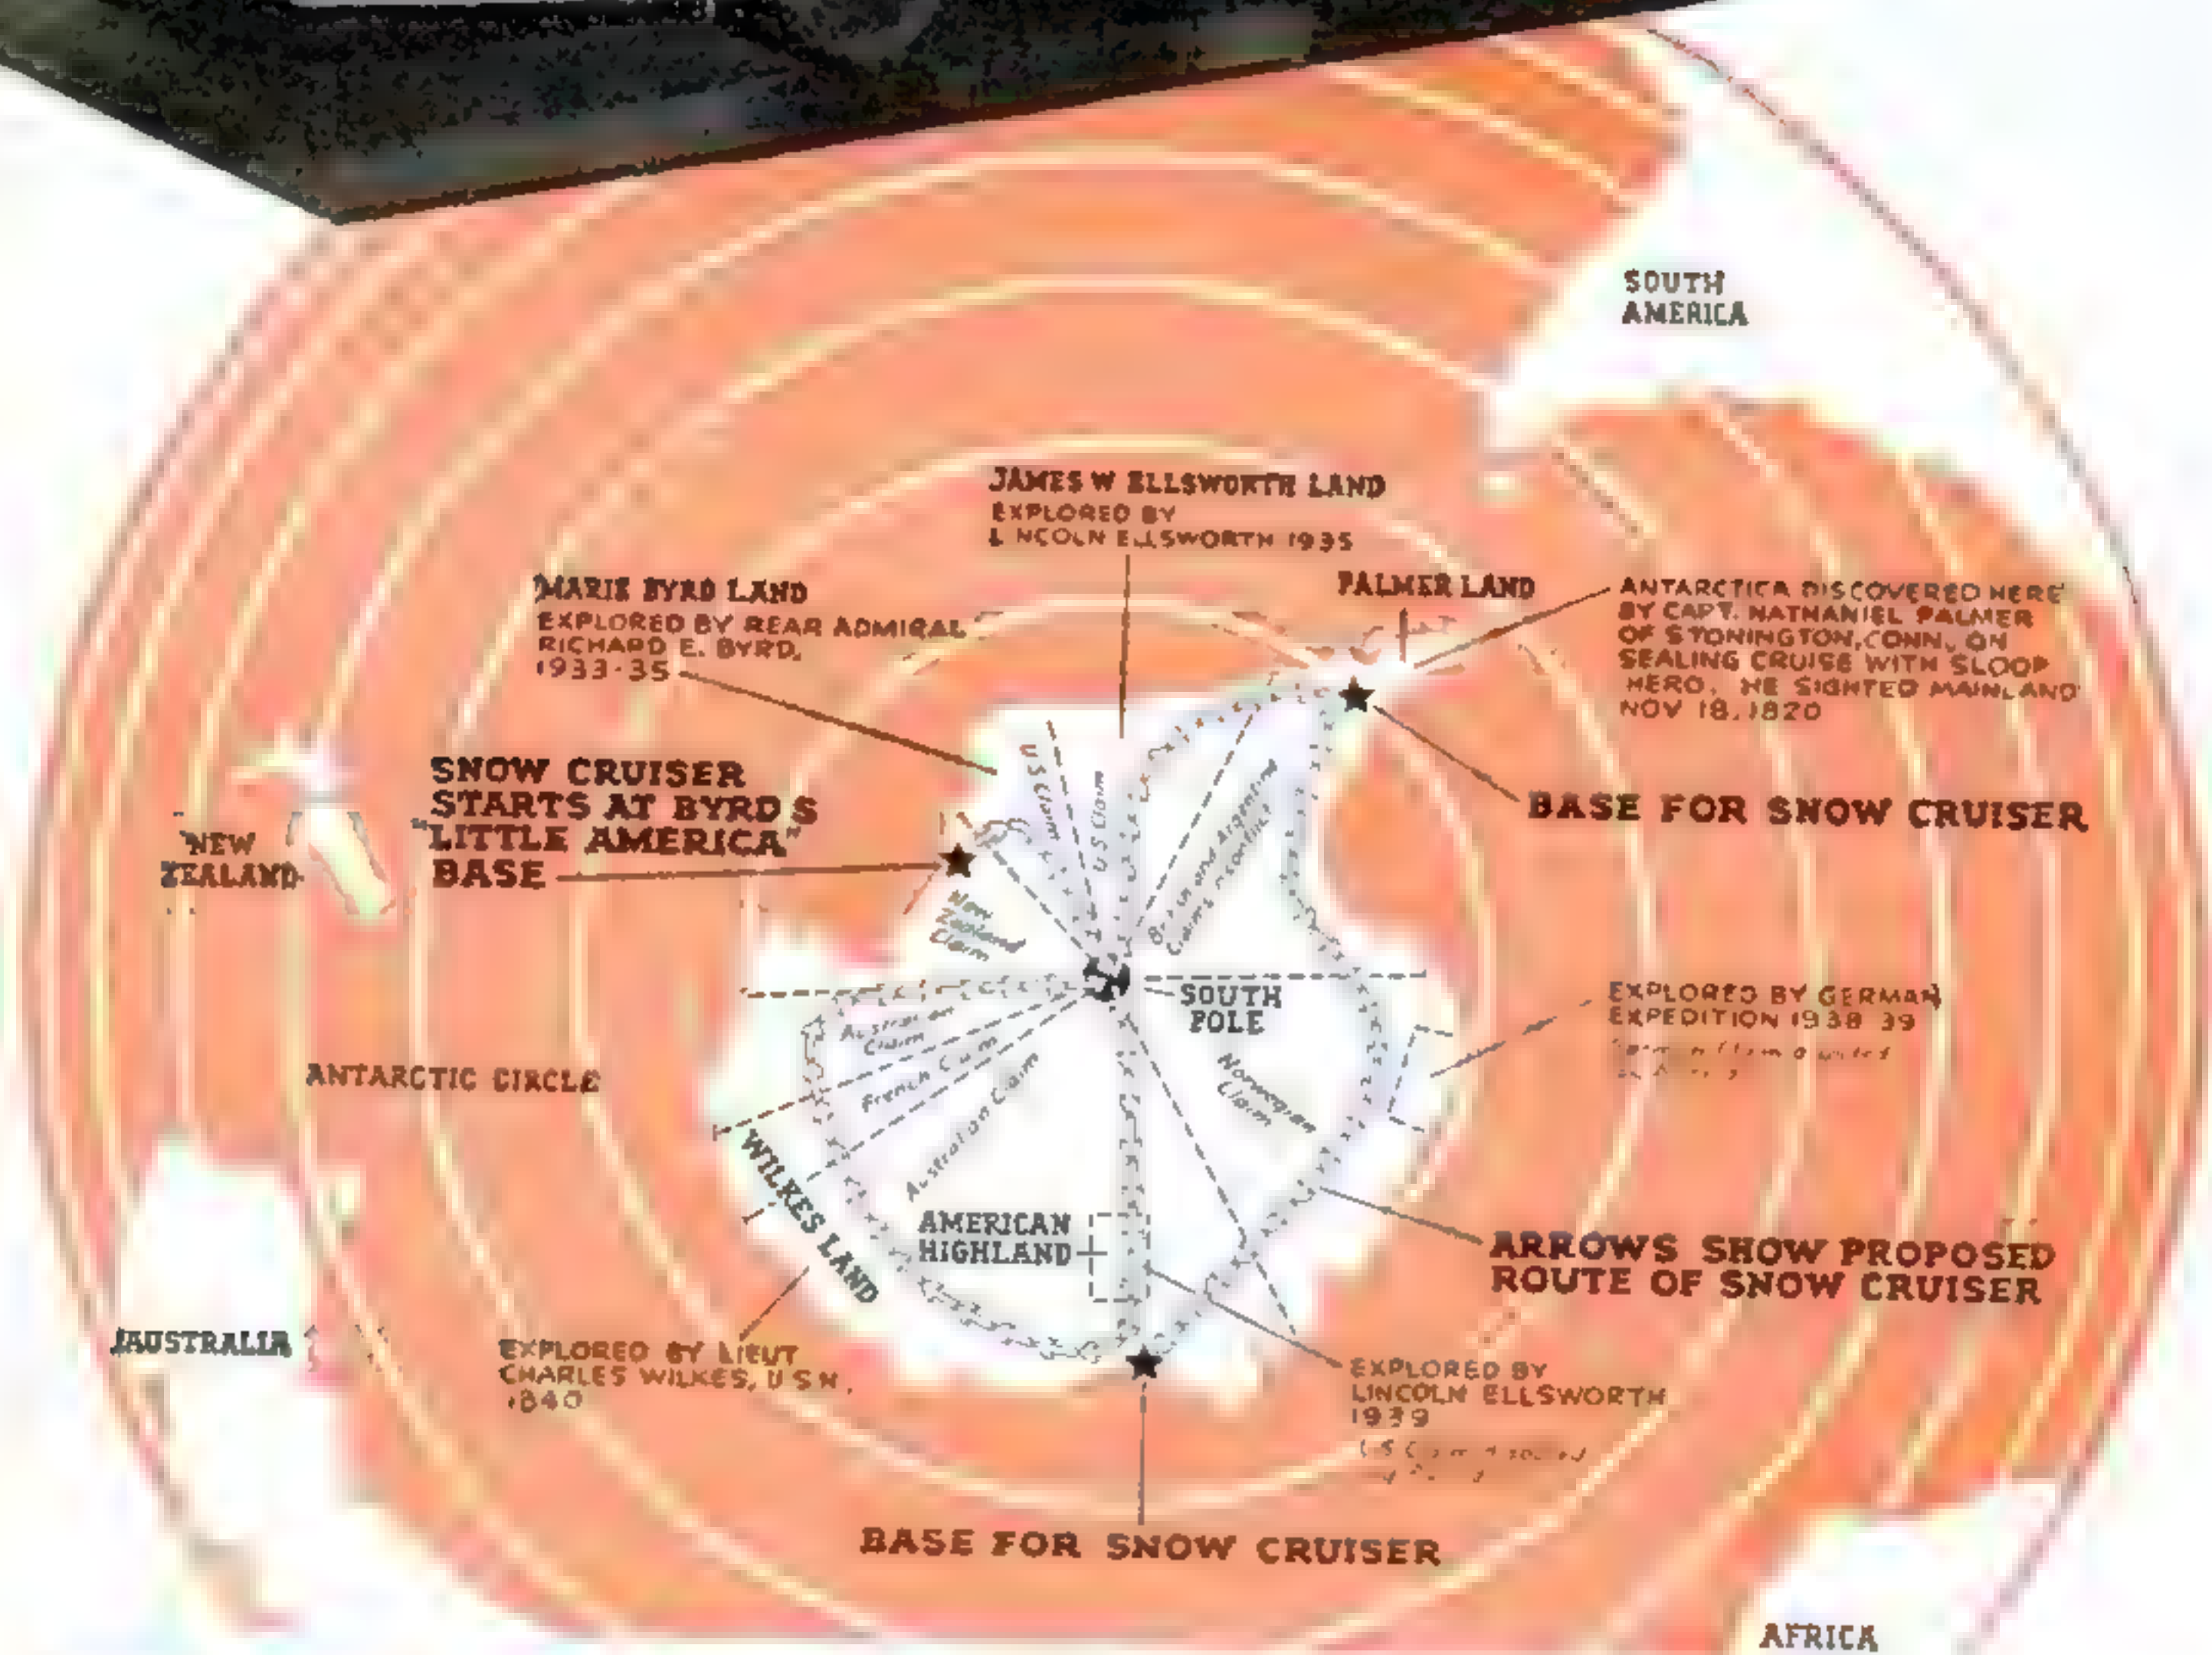 SOUTH
AMERICA
JAMES W ELLSWORTH LAND
EXPLORED BY
LINCOLN ELLSWORTH 1935
MARIE BYRD LAND
EXPLORED BY REAR ADMIRAL
RICHARD E. BYRD,
1933-35
PALMER LAND
ANTARCTICA DISCOVERED HERE
BY CAPT. NATHANIEL PALMER
OF STONINGTON, CONN., ON
SEALING CRUISE WITH SLOOP
HERO. HE SIGHTED MAINLAND
NOV 18, 1820
SNOW CRUISER
STARTS AT BYRD'S
"LITTLE AMERICA"
BASE
BASE FOR SNOW CRUISER
NEW
ZEALAND
U S Claim
U S Claim
and Argentine
Claims
New
Zealand
Claim
SOUTH
POLE
EXPLORED BY GERMAN
EXPEDITION 1938-39
Australian
Claim
French Claim
Australian Claim
Norwegian
Claim
ANTARCTIC CIRCLE
WILKES LAND
AMERICAN
HIGHLAND
ARROWS SHOW PROPOSED
ROUTE OF SNOW CRUISER
AUSTRALIA
EXPLORED BY LIEUT
CHARLES WILKES, U S N.
1840
EXPLORED BY
LINCOLN ELLSWORTH
1939
BASE FOR SNOW CRUISER
AFRICA